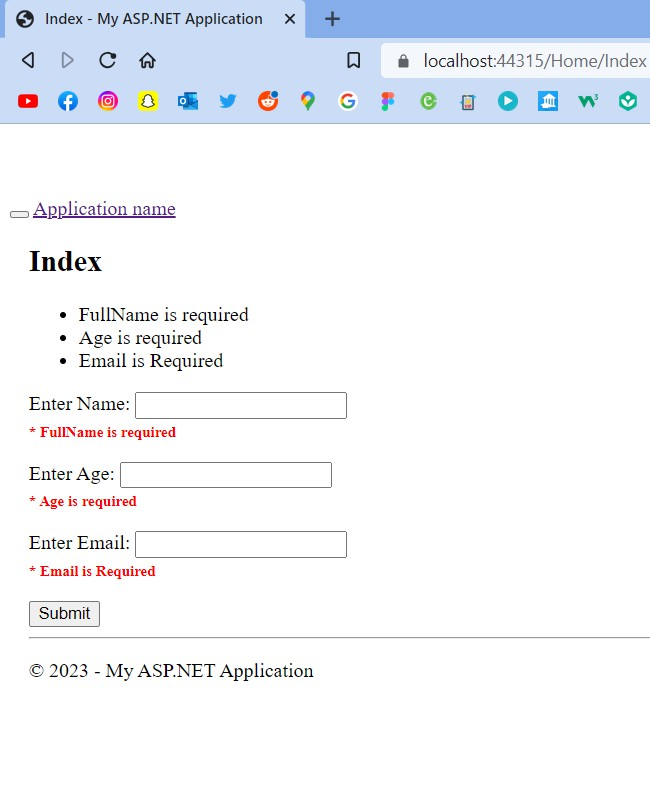 Index - My ASP.NET Application
localhost:44315/Home/Index
Application name
Index
• FullName is required
• Age is required
• Email is Required
Enter Name:
* FullName is required
Enter Age:
* Age is required
Enter Email:
* Email is Required
Submit
© 2023 - My ASP.NET Application